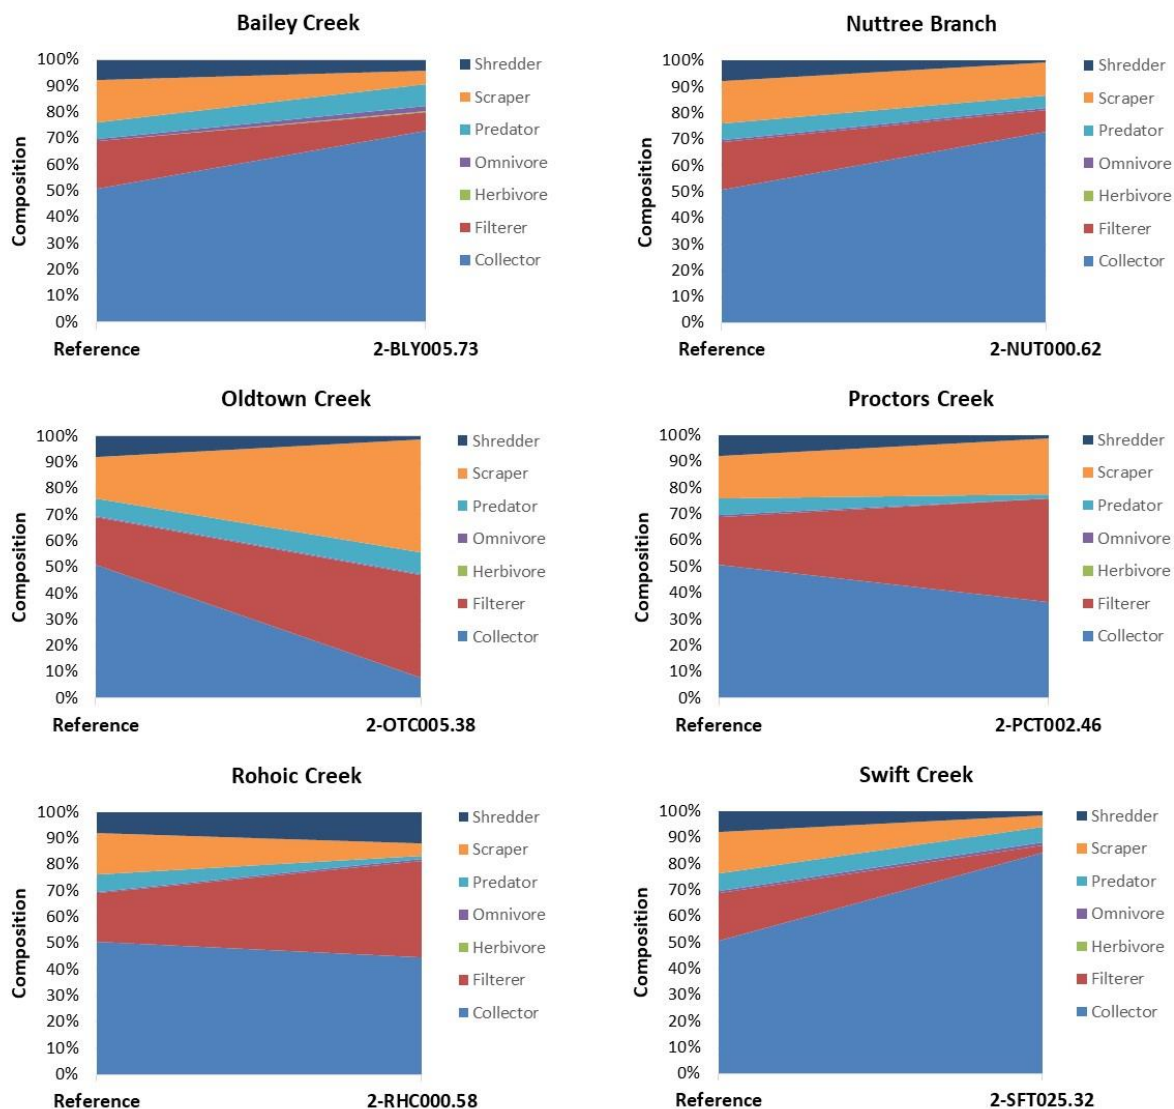 Bailey Creek
100%
90%
80%
70%
60%
50%
40%
30%
20%
10%
0%
Composition
Shredder
Scraper
Predator
Omnivore
Herbivore
Filterer
Collector
Reference 2-BLY005.73
Nuttree Branch
100%
90%
80%
70%
60%
50%
40%
30%
20%
10%
0%
Composition
Shredder
Scraper
Predator
Omnivore
Herbivore
Filterer
Collector
Reference 2-NUT000.62
Oldtown Creek
100%
90%
80%
70%
60%
50%
40%
30%
20%
10%
0%
Composition
Shredder
Scraper
Predator
Omnivore
Herbivore
Filterer
Collector
Reference 2-OTC005.38
Proctors Creek
100%
90%
80%
70%
60%
50%
40%
30%
20%
10%
0%
Composition
Shredder
Scraper
Predator
Omnivore
Herbivore
Filterer
Collector
Reference 2-PCT002.46
Rohoic Creek
100%
90%
80%
70%
60%
50%
40%
30%
20%
10%
0%
Composition
Shredder
Scraper
Predator
Omnivore
Herbivore
Filterer
Collector
Reference 2-RHC000.58
Swift Creek
100%
90%
80%
70%
60%
50%
40%
30%
20%
10%
0%
Composition
Shredder
Scraper
Predator
Omnivore
Herbivore
Filterer
Collector
Reference 2-SFT025.32